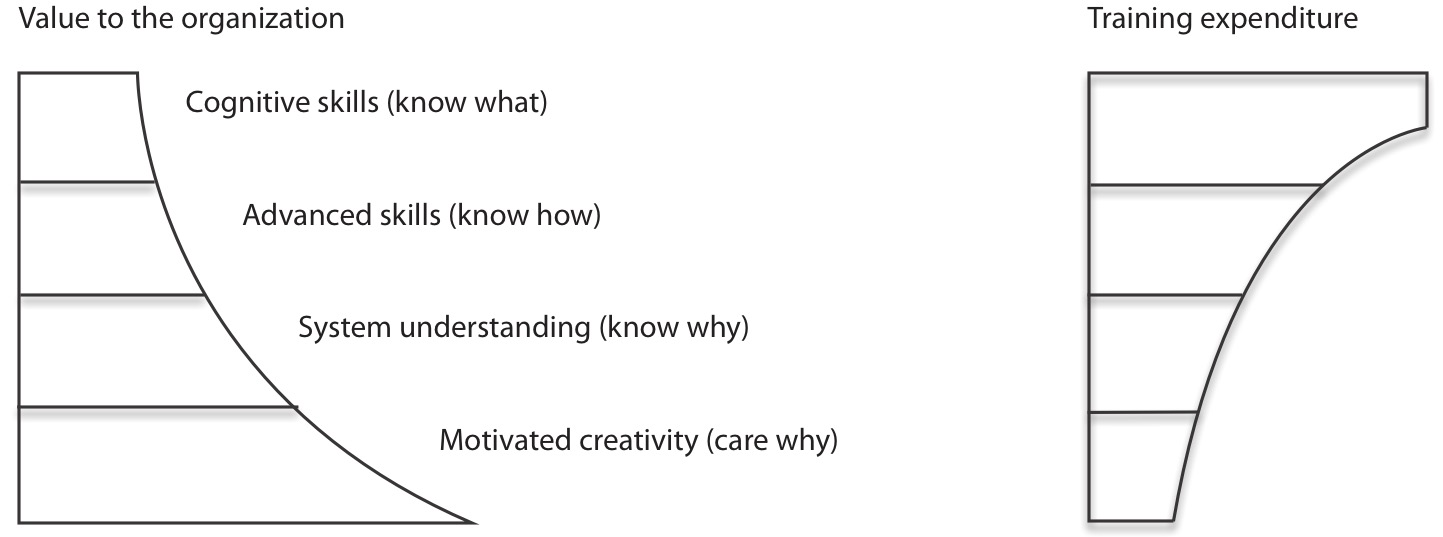 Value to the organization
Training expenditure
Cognitive skills (know what)
Advanced skills (know how)
System understanding (know why)
Motivated creativity (care why)